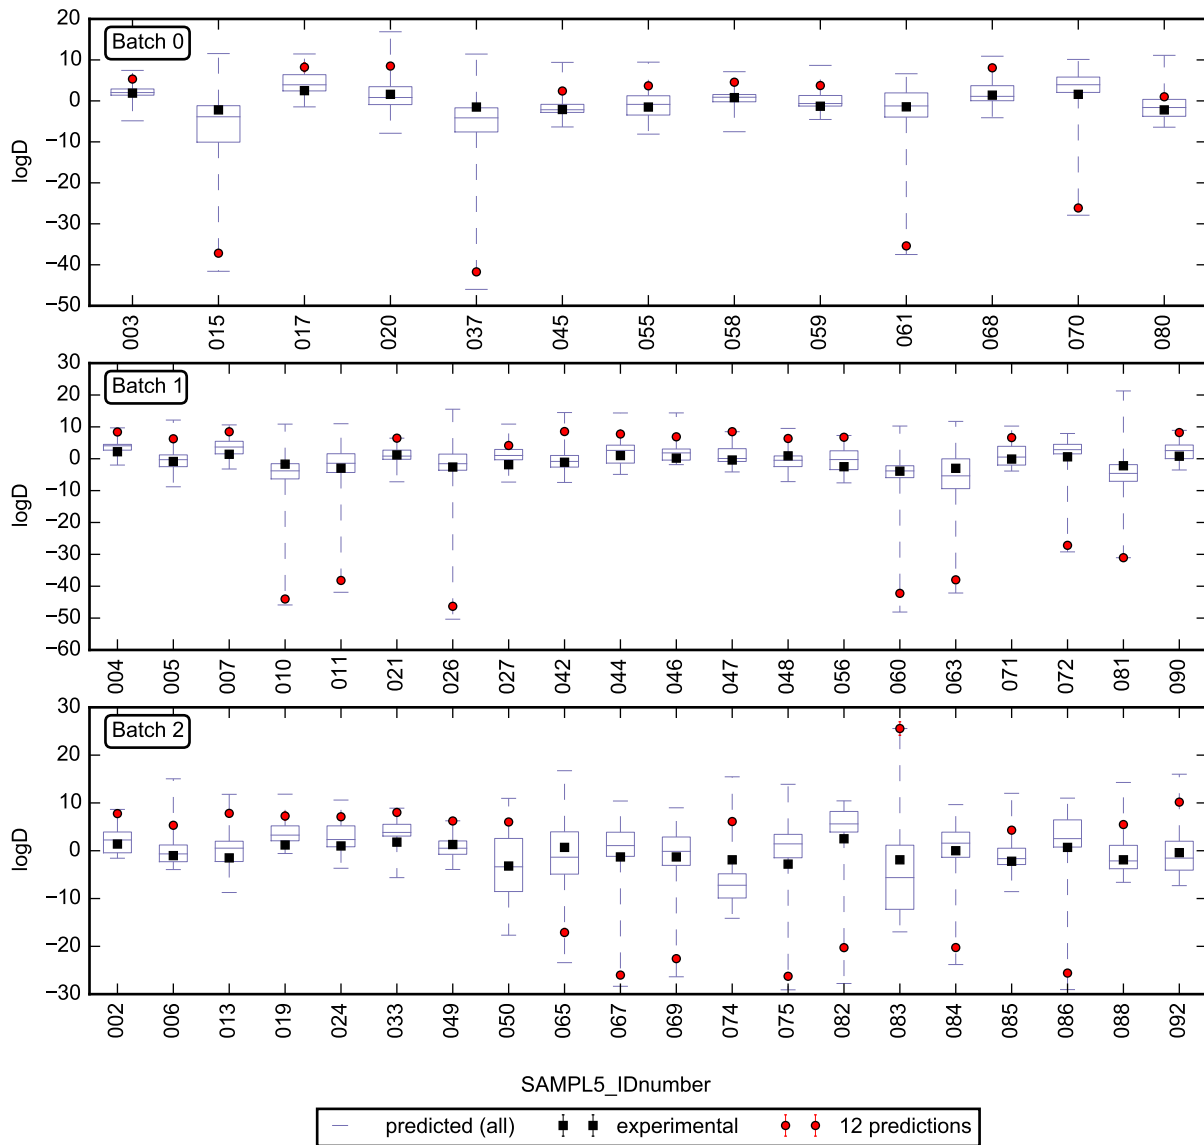 20
Batch 0
10
0
−10
−20
−30
−40
−50
logD
003 015 017 020 037 045 055 058 059 061 068 070 080
30
Batch 1
20
10
0
−10
−20
−30
−40
−50
−60
logD
004 005 007 010 011 021 026 027 042 044 046 047 048 056 060 063 071 072 081 090
30
Batch 2
20
10
0
−10
−20
−30
logD
002 006 013 019 024 033 049 050 065 067 069 074 075 082 083 084 085 086 088 092
SAMPL5_IDnumber
predicted (all) experimental 12 predictions